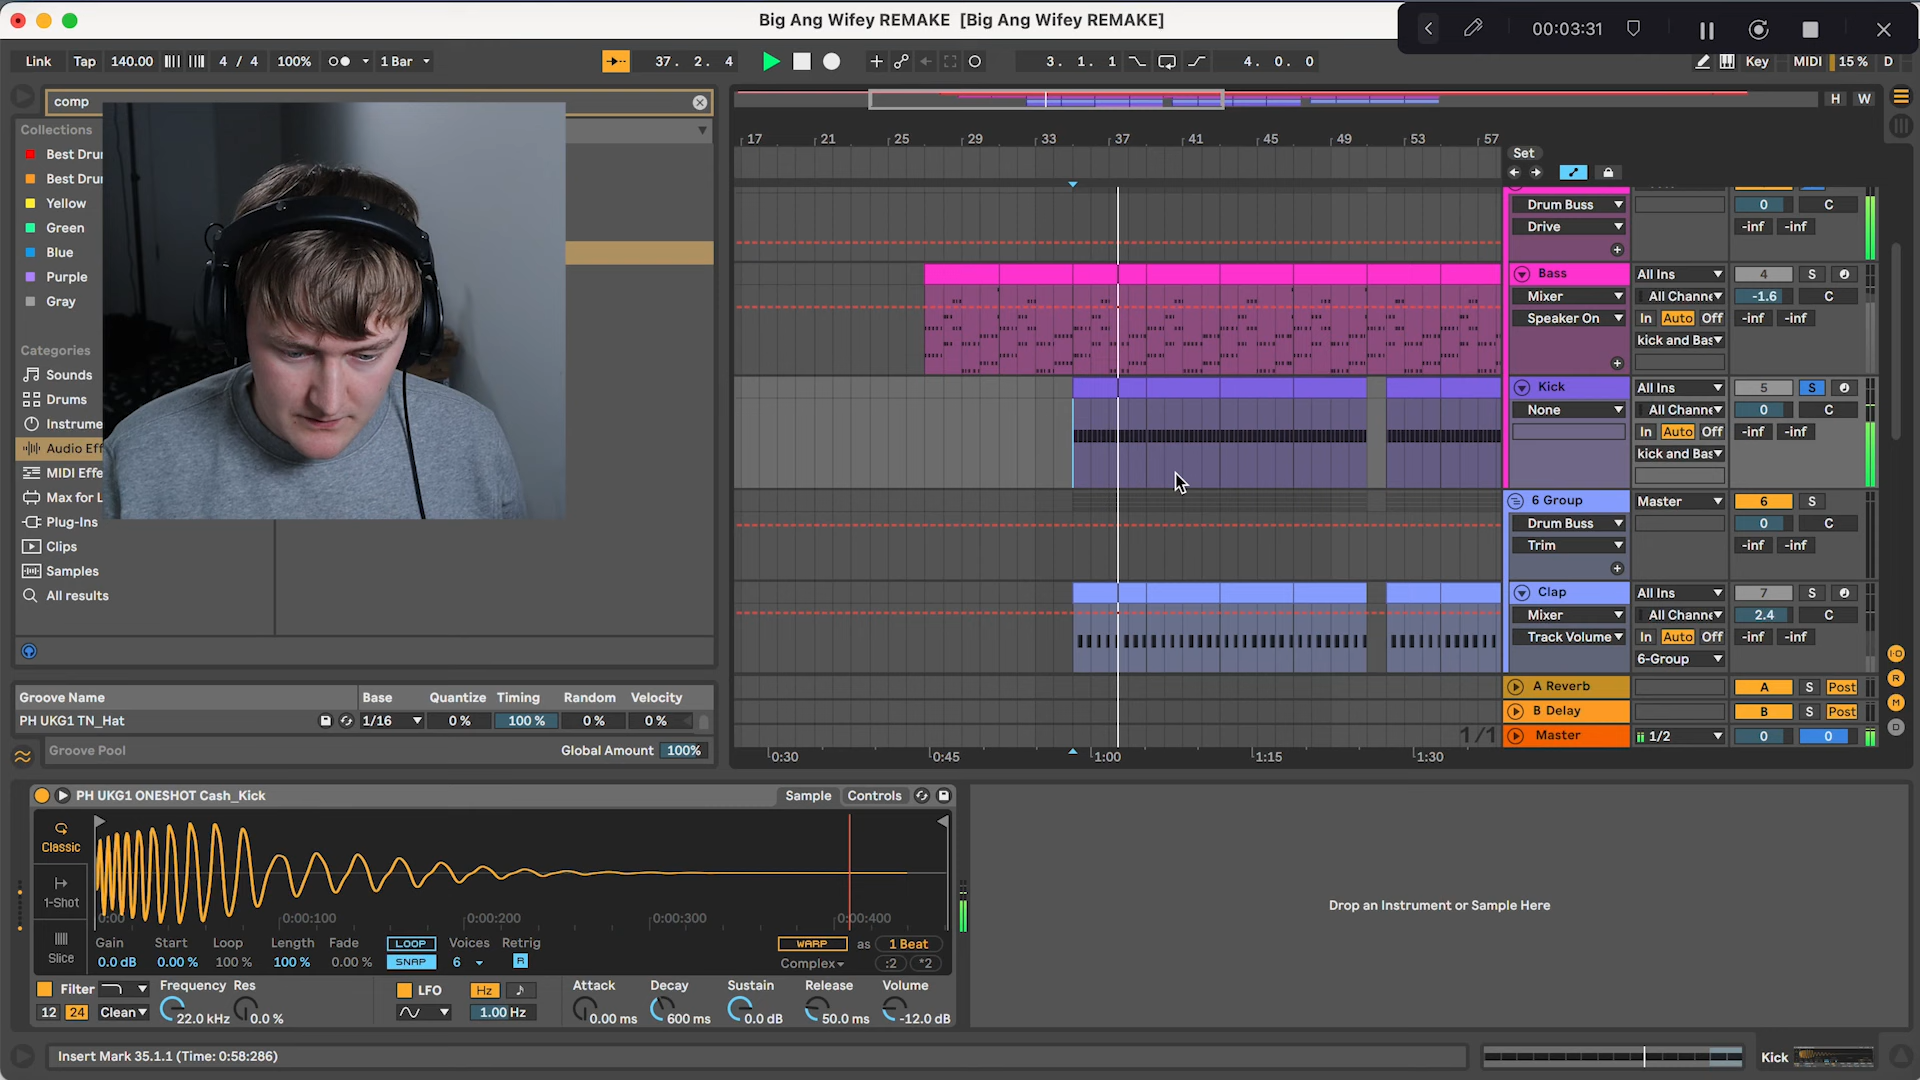 Big Ang Wifey REMAKE [Big Ang Wifey REMAKE]
00:03:31
Link Tap 140.00 4 / 4 100% 1 Bar 37. 2. 4 3. 1. 1 4. 0. 0 Key MIDI 15 % D
comp
H W
17 21 25 29 33 37 41 45 49 53 57
Set
Collections
Best Dru
Best Dru
Yellow
Green
Blue
Purple
Gray
Categories
Sounds
Drums
Instrume
Audio Eff
MIDI Effe
Max for L
Plug-Ins
Clips
Samples
All results
Drum Buss 0 C
Drive -inf -inf
Bass All Ins 4 S
Mixer All Channe -1.6 C
Speaker On In Auto Off -inf -inf
kick and Bas
Kick All Ins 5 S
None All Channe 0 C
In Auto Off -inf -inf
kick and Bas
6 Group Master 6 S
Drum Buss 0 C
Trim -inf -inf
Clap All Ins 7 S
Mixer All Channe 2.4 C
Track Volume In Auto Off -inf -inf
6-Group
A Reverb A S Post
B Delay B S Post
1/1 Master 1/2 0 0
0:30 0:45 1:00 1:15 1:30
I·O
R
M
D
Groove Name Base Quantize Timing Random Velocity
PH UKG1 TN_Hat 1/16 0 % 100 % 0 % 0 %
Groove Pool Global Amount 100%
PH UKG1 ONESHOT Cash_Kick Sample Controls
Classic
1-Shot
Slice
0:00 0:00:100 0:00:200 0:00:300 0:00:400
Gain Start Loop Length Fade LOOP Voices Retrig WARP as 1 Beat
0.0 dB 0.00 % 100 % 100 % 0.00 % SNAP 6 R Complex :2 *2
Filter Frequency Res LFO Hz Attack Decay Sustain Release Volume
12 24 Clean 22.0 kHz 0.0 % 1.00 Hz 0.00 ms 600 ms 0.0 dB 50.0 ms -12.0 dB
Drop an Instrument or Sample Here
Insert Mark 35.1.1 (Time: 0:58:286)
Kick